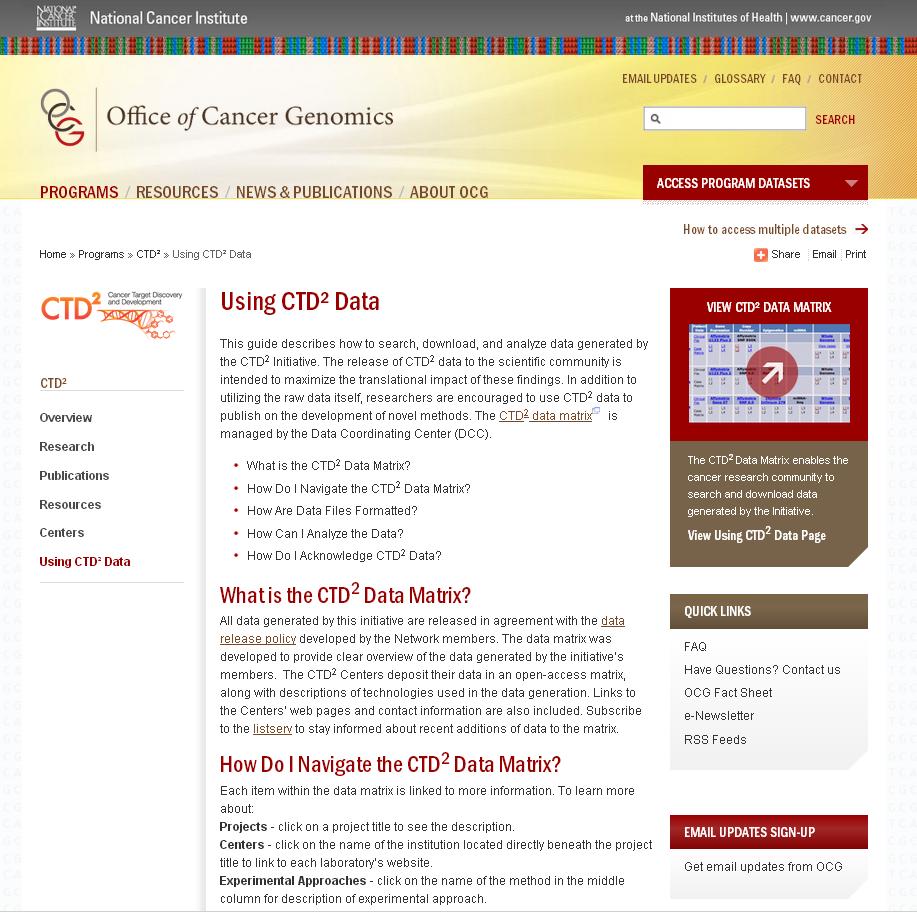 NATIONAL CANCER INSTITUTE
National Cancer Institute
at the National Institutes of Health | www.cancer.gov
EMAIL UPDATES / GLOSSARY / FAQ / CONTACT
OCG
Office of Cancer Genomics
SEARCH
PROGRAMS / RESOURCES / NEWS & PUBLICATIONS / ABOUT OCG
ACCESS PROGRAM DATASETS
How to access multiple datasets
Home » Programs » CTD² » Using CTD² Data
Share Email Print
CTD² Cancer Target Discovery
and Development
CTD²
Overview
Research
Publications
Resources
Centers
Using CTD² Data
Using CTD² Data
This guide describes how to search, download, and analyze data generated by
the CTD² Initiative. The release of CTD² data to the scientific community is
intended to maximize the translational impact of these findings. In addition to
utilizing the raw data itself, researchers are encouraged to use CTD² data to
publish on the development of novel methods. The CTD² data matrix is
managed by the Data Coordinating Center (DCC).
• What is the CTD² Data Matrix?
• How Do I Navigate the CTD² Data Matrix?
• How Are Data Files Formatted?
• How Can I Analyze the Data?
• How Do I Acknowledge CTD² Data?
What is the CTD² Data Matrix?
All data generated by this initiative are released in agreement with the data
release policy developed by the Network members. The data matrix was
developed to provide clear overview of the data generated by the initiative's
members. The CTD² Centers deposit their data in an open-access matrix,
along with descriptions of technologies used in the data generation. Links to
the Centers' web pages and contact information are also included. Subscribe
to the listserv to stay informed about recent additions of data to the matrix.
How Do I Navigate the CTD² Data Matrix?
Each item within the data matrix is linked to more information. To learn more
about:
Projects - click on a project title to see the description.
Centers - click on the name of the institution located directly beneath the project
title to link to each laboratory's website.
Experimental Approaches - click on the name of the method in the middle
column for description of experimental approach.
VIEW CTD² DATA MATRIX
The CTD² Data Matrix enables the
cancer research community to
search and download data
generated by the Initiative.
View Using CTD² Data Page
QUICK LINKS
FAQ
Have Questions? Contact us
OCG Fact Sheet
e-Newsletter
RSS Feeds
EMAIL UPDATES SIGN-UP
Get email updates from OCG